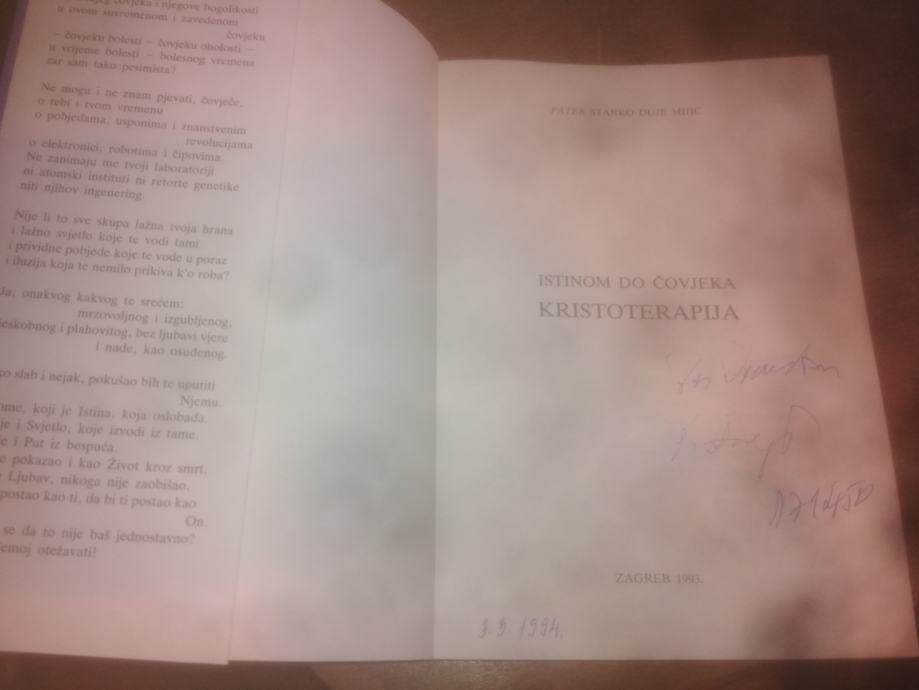 čovjeka i njegove bogolikosti
u ovom suvremenom i zavedenom
čovjeku
– čovjeku bolesti – čovjeku oholosti –
u vrijeme bolesti – bolesnog vremena
zar sam tako pesimista?
Ne mogu i ne znam pjevati, čovječe,
o tebi i tvom vremenu
o pobjedama, usponima i znanstvenim
revolucijama
o elektronici, robotima i čipovima.
Ne zanimaju me tvoji laboratoriji
ni atomski instituti ni retorte genetike
niti njihov ingenering.
Nije li to sve skupa lažna tvoja hrana
i lažno svjetlo koje te vodi tami
i prividne pobjede koje te vode u poraz
i iluzija koja te nemilo prikiva k'o roba?
Ja, onakvog kakvog te srećem:
mrzovoljnog i izgubljenog,
jeskobnog i plahovitog, bez ljubavi vjere
i nade, kao osuđenog.
ko slab i nejak, pokušao bih te uputiti
Njemu.
ome, koji je Istina, koja oslobađa.
je i Svjetlo, koje izvodi iz tame.
e i Put iz bespuća.
e pokazao i kao Život kroz smrt.
Ljubav, nikoga nije zaobišao.
postao kao ti, da bi ti postao kao
On.
se da to nije baš jednostavno?
emoj otežavati!
PATER STANKO DUJE MIJIĆ
ISTINOM DO ČOVJEKA
KRISTOTERAPIJA
ZAGREB 1993.
3.3.1994.